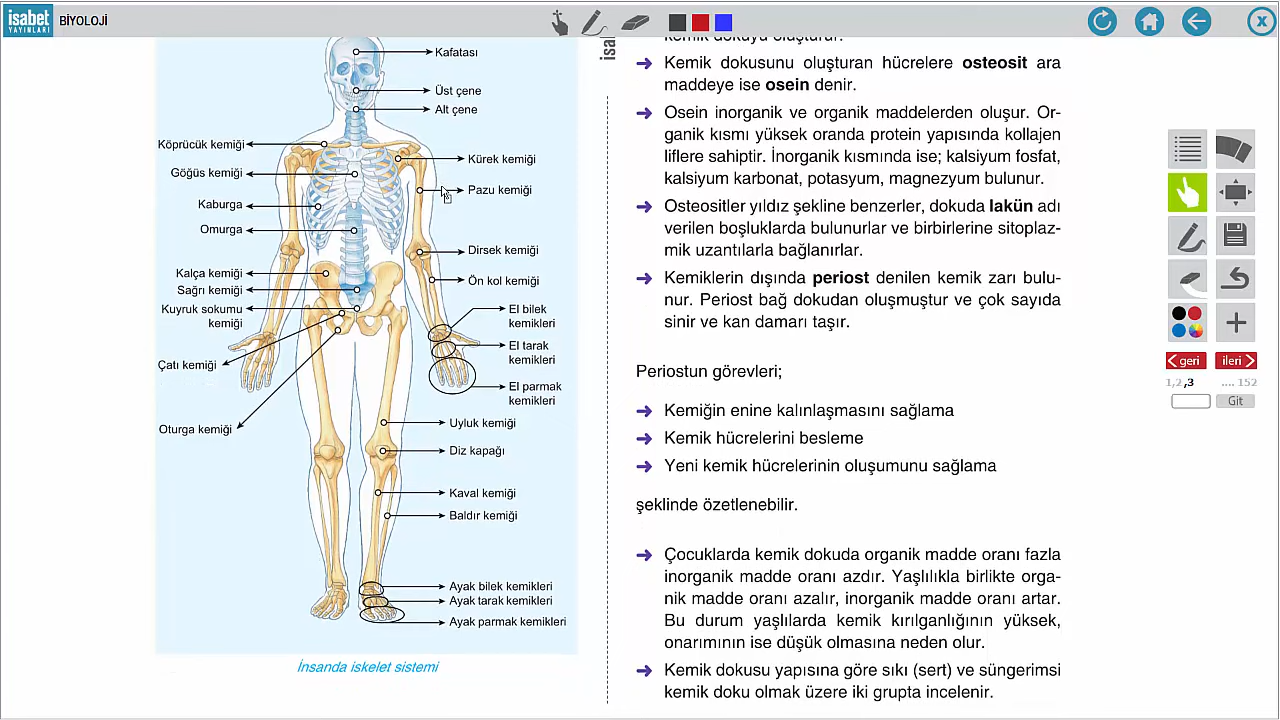 isabet
YAYINLARI
BİYOLOJİ
Kafatası
Üst çene
Alt çene
Köprücük kemiği
Kürek kemiği
Göğüs kemiği
Pazu kemiği
Kaburga
Omurga
Dirsek kemiği
Kalça kemiği
Ön kol kemiği
Sağrı kemiği
Kuyruk sokumu
kemiği
El bilek
kemikleri
El tarak
kemikleri
Çatı kemiği
El parmak
kemikleri
Oturga kemiği
Uyluk kemiği
Diz kapağı
Kaval kemiği
Baldır kemiği
Ayak bilek kemikleri
Ayak tarak kemikleri
Ayak parmak kemikleri
İnsanda iskelet sistemi
isa
kemik dokuyu oluşturur.
Kemik dokusunu oluşturan hücrelere osteosit ara
maddeye ise osein denir.
Osein inorganik ve organik maddelerden oluşur. Or-
ganik kısmı yüksek oranda protein yapısında kollajen
liflere sahiptir. İnorganik kısmında ise; kalsiyum fosfat,
kalsiyum karbonat, potasyum, magnezyum bulunur.
Osteositler yıldız şekline benzerler, dokuda lakün adı
verilen boşluklarda bulunurlar ve birbirlerine sitoplaz-
mik uzantılarla bağlanırlar.
Kemiklerin dışında periost denilen kemik zarı bulu-
nur. Periost bağ dokudan oluşmuştur ve çok sayıda
sinir ve kan damarı taşır.
Periostun görevleri;
Kemiğin enine kalınlaşmasını sağlama
Kemik hücrelerini besleme
Yeni kemik hücrelerinin oluşumunu sağlama
şeklinde özetlenebilir.
Çocuklarda kemik dokuda organik madde oranı fazla
inorganik madde oranı azdır. Yaşlılıkla birlikte orga-
nik madde oranı azalır, inorganik madde oranı artar.
Bu durum yaşlılarda kemik kırılganlığının yüksek,
onarımının ise düşük olmasına neden olur.
Kemik dokusu yapısına göre sıkı (sert) ve süngerimsi
kemik doku olmak üzere iki grupta incelenir.
geri
ileri
1,2,3 .... 152
Git